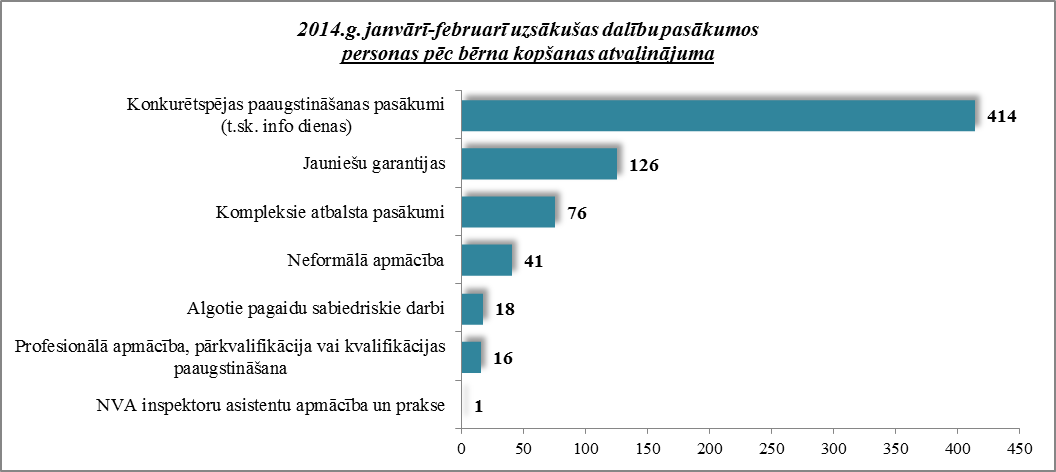 2014.g. janvārī-februarī uzsākušas dalību pasākumos
personas pēc bērna kopšanas atvaļinājuma
Konkurētspējas paaugstināšanas pasākumi
(t.sk. info dienas)
414
Jauniešu garantijas
126
Kompleksie atbalsta pasākumi
76
Neformālā apmācība
41
Algotie pagaidu sabiedriskie darbi
18
Profesionālā apmācība, pārkvalifikācija vai kvalifikācijas
paaugstināšana
16
NVA inspektoru asistentu apmācība un prakse
1
0 50 100 150 200 250 300 350 400 450